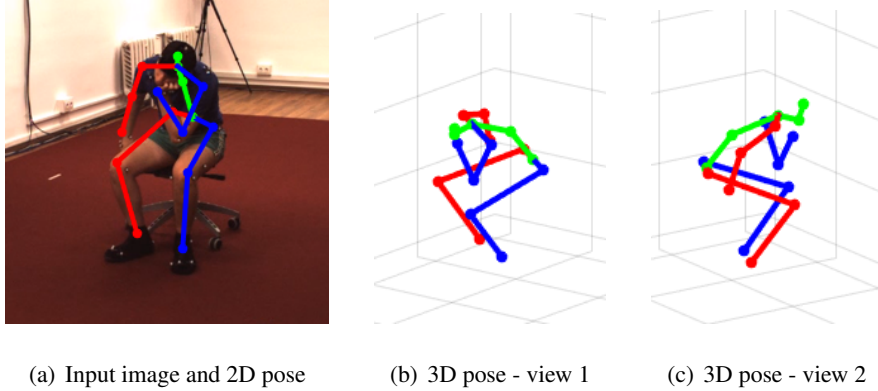 (a) Input image and 2D pose
(b) 3D pose - view 1
(c) 3D pose - view 2